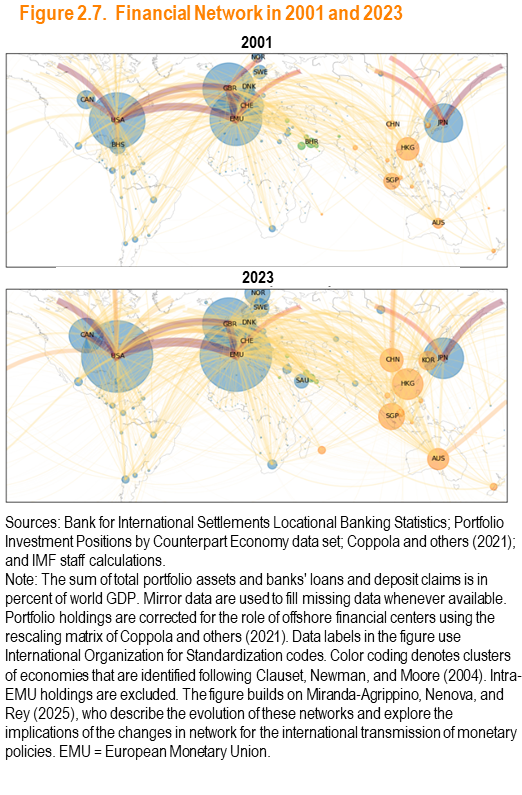 Figure 2.7. Financial Network in 2001 and 2023
2001
NOR
SWE
GBR DNK
CAN
CHE
USA
EMU
CHN
JPN
BHS
BHR
HKG
SGP
AUS
2023
NOR
SWE
GBR DNK
CAN
CHE
USA
EMU
CHN
KOR JPN
SAU
HKG
SGP
AUS
Sources: Bank for International Settlements Locational Banking Statistics; Portfolio
Investment Positions by Counterpart Economy data set; Coppola and others (2021);
and IMF staff calculations.
Note: The sum of total portfolio assets and banks' loans and deposit claims is in
percent of world GDP. Mirror data are used to fill missing data whenever available.
Portfolio holdings are corrected for the role of offshore financial centers using the
rescaling matrix of Coppola and others (2021). Data labels in the figure use
International Organization for Standardization codes. Color coding denotes clusters
of economies that are identified following Clauset, Newman, and Moore (2004). Intra-
EMU holdings are excluded. The figure builds on Miranda-Agrippino, Nenova, and
Rey (2025), who describe the evolution of these networks and explore the
implications of the changes in network for the international transmission of monetary
policies. EMU = European Monetary Union.